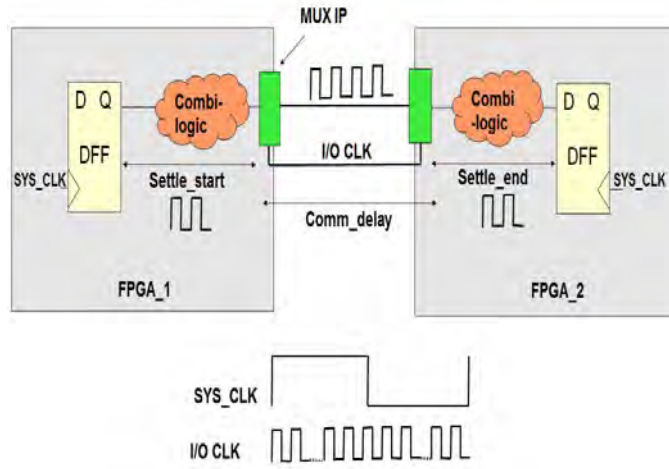 MUX IP
D Q
Combi-
logic
DFF
SYS_CLK
Settle_start
FPGA_1
I/O CLK
Comm_delay
Combi
-logic
D Q
DFF
SYS_CLK
Settle_end
FPGA_2
SYS_CLK
I/O CLK